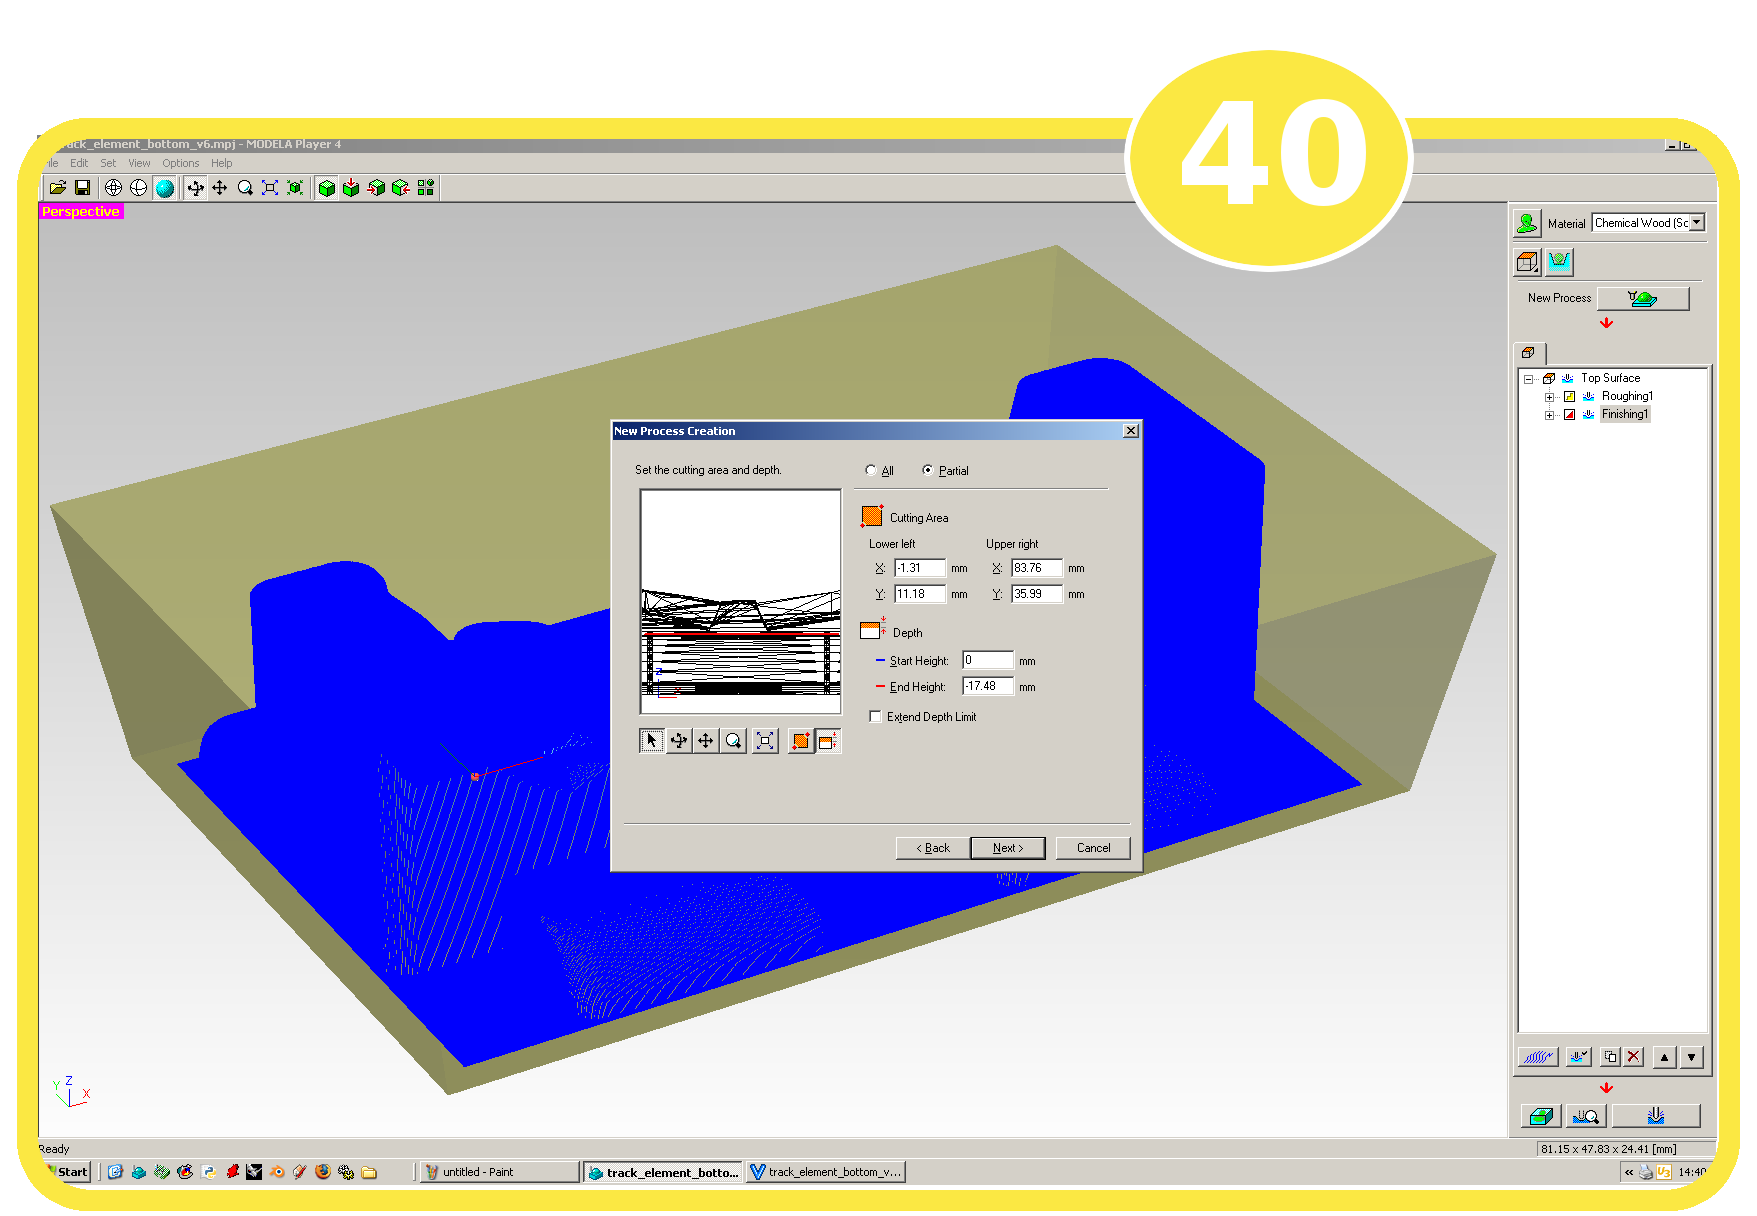 40
track_element_bottom_v6.mpj - MODELA Player 4
Edit Set View Options Help
Perspective
Material Chemical Wood (Sc
New Process
Top Surface
Roughing1
Finishing1
New Process Creation
Set the cutting area and depth.
All Partial
Cutting Area
Lower left Upper right
X: -1.31 mm X: 83.76 mm
Y: 11.18 mm Y: 35.99 mm
Depth
Start Height: 0 mm
End Height: -17.48 mm
Extend Depth Limit
Z
X
< Back Next > Cancel
Y Z X
Ready
81.15 x 47.83 x 24.41 [mm]
Start untitled - Paint track_element_botto... track_element_bottom_v... « 14:40